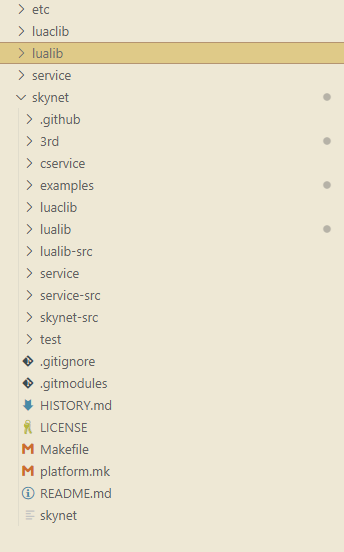 etc
luaclib
lualib
service
skynet
.github
3rd
cservice
examples
luaclib
lualib
lualib-src
service
service-src
skynet-src
test
.gitignore
.gitmodules
HISTORY.md
LICENSE
Makefile
platform.mk
README.md
skynet